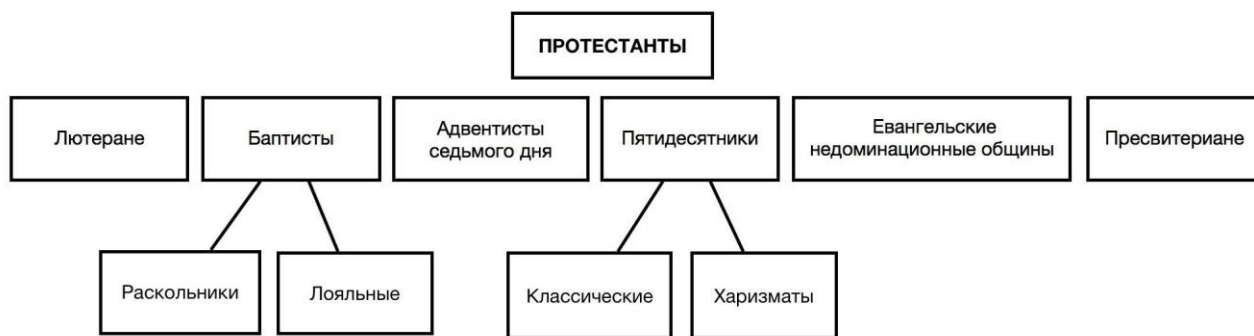 ПРОТЕСТАНТЫ
Лютеране
Баптисты
Адвентисты
седьмого дня
Пятидесятники
Евангельские
недоминационные общины
Пресвитериане
Раскольники
Лояльные
Классические
Харизматы